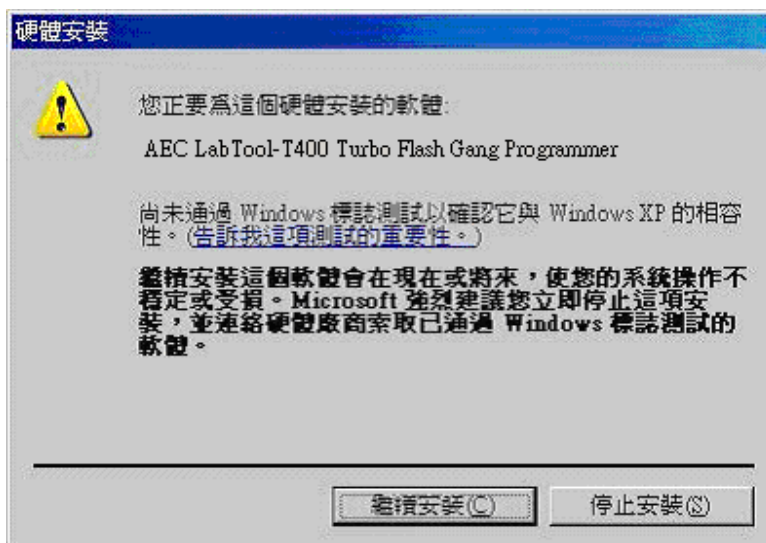 硬體安裝
您正要爲這個硬體安裝的軟體:
AEC LabTool-T400 Turbo Flash Gang Programmer
尚未通過 Windows 標誌測試以確認它與 Windows XP 的相容
性。(告訴我這項測試的重要性。)
繼續安裝這個軟體會在現在或將來，使您的系統操作不
穩定或受損。Microsoft 強烈建議您立即停止這項安
裝，並連絡硬體廠商索取已通過 Windows 標誌測試的
軟體。
繼續安裝(C)
停止安裝(S)